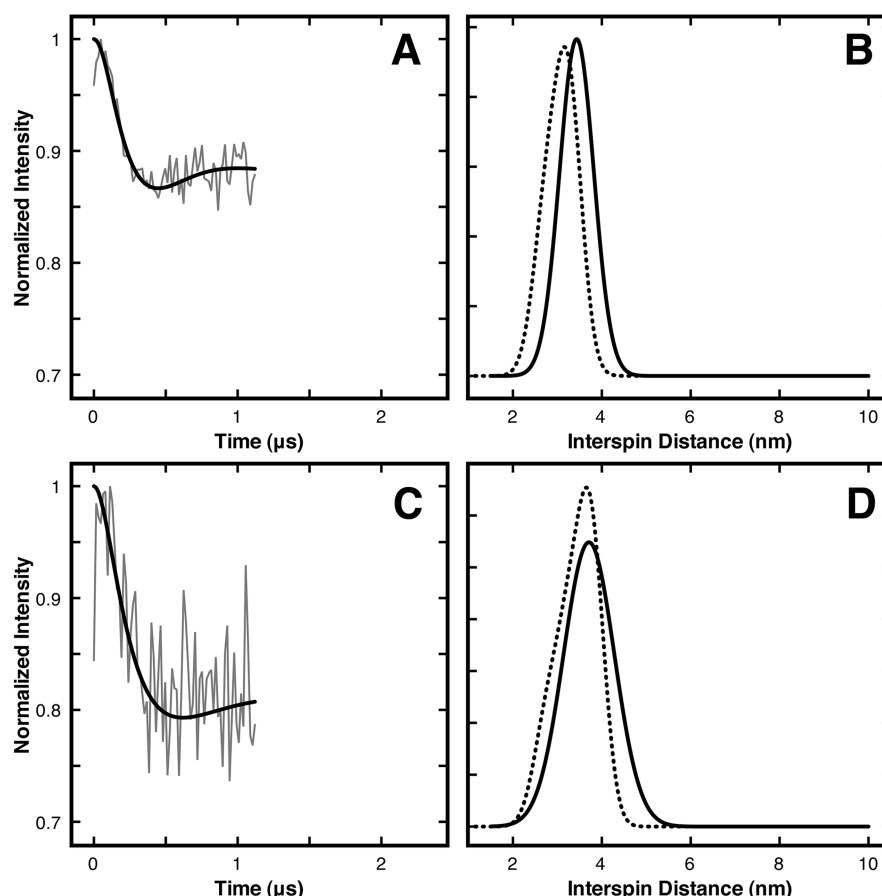 A
B
1
0.9
0.8
0.7
Normalized Intensity
0 1 2
2 4 6 8 10
Time (µs)
Interspin Distance (nm)
C
D
1
0.9
0.8
0.7
Normalized Intensity
0 1 2
2 4 6 8 10
Time (µs)
Interspin Distance (nm)